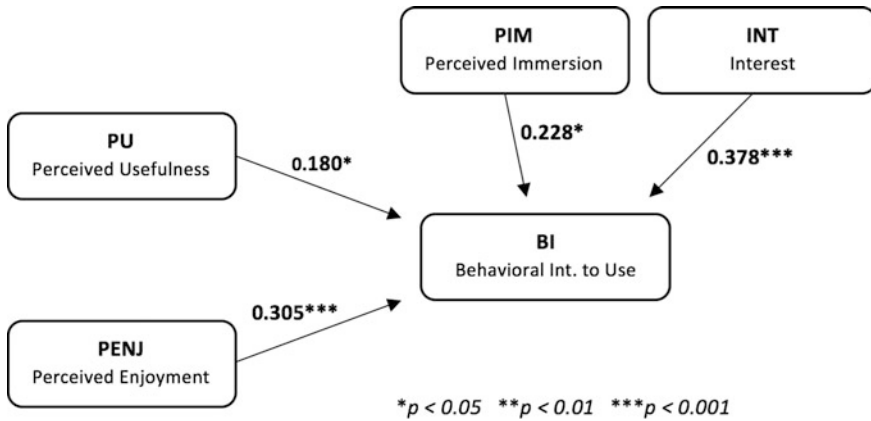 PIM
Perceived Immersion
INT
Interest
0.228*
0.378***
PU
Perceived Usefulness
0.180*
BI
Behavioral Int. to Use
0.305***
PENJ
Perceived Enjoyment
*p < 0.05 **p < 0.01 ***p < 0.001